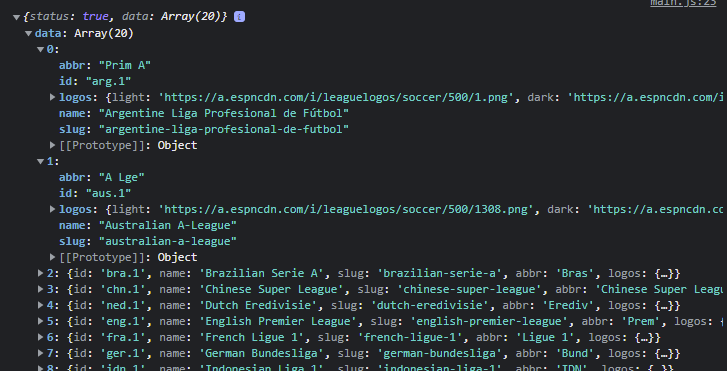 main.js:23
{status: true, data: Array(20)} i
data: Array(20)
0:
abbr: "Prim A"
id: "arg.1"
logos: {light: 'https://a.espncdn.com/i/leaguelogos/soccer/500/1.png', dark: 'https://a.espncdn.com/i
name: "Argentine Liga Profesional de Fútbol"
slug: "argentine-liga-profesional-de-futbol"
[[Prototype]]: Object
1:
abbr: "A Lge"
id: "aus.1"
logos: {light: 'https://a.espncdn.com/i/leaguelogos/soccer/500/1308.png', dark: 'https://a.espncdn.co
name: "Australian A-League"
slug: "australian-a-league"
[[Prototype]]: Object
2: {id: 'bra.1', name: 'Brazilian Serie A', slug: 'brazilian-serie-a', abbr: 'Bras', logos: {…}}
3: {id: 'chn.1', name: 'Chinese Super League', slug: 'chinese-super-league', abbr: 'Chinese Super Leag
4: {id: 'ned.1', name: 'Dutch Eredivisie', slug: 'dutch-eredivisie', abbr: 'Erediv', logos: {…}}
5: {id: 'eng.1', name: 'English Premier League', slug: 'english-premier-league', abbr: 'Prem', logos: {
6: {id: 'fra.1', name: 'French Ligue 1', slug: 'french-ligue-1', abbr: 'Ligue 1', logos: {…}}
7: {id: 'ger.1', name: 'German Bundesliga', slug: 'german-bundesliga', abbr: 'Bund', logos: {…}}
8: {id: 'idn.1', name: 'Indonesian Liga 1', slug: 'indonesian-liga-1', abbr: 'IDN', logos: {…}}